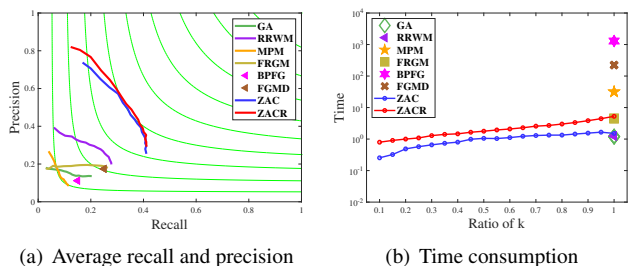 1
0.8
0.6
0.4
0.2
0
Precision
0 0.2 0.4 0.6 0.8 1
Recall
GA
RRWM
MPM
FRGM
BPFG
FGMD
ZAC
ZACR
(a) Average recall and precision
10^4
10^3
10^2
10^1
10^0
10^-1
10^-2
Time
0.1 0.2 0.3 0.4 0.5 0.6 0.7 0.8 0.9 1
Ratio of k
GA
RRWM
MPM
FRGM
BPFG
FGMD
ZAC
ZACR
(b) Time consumption